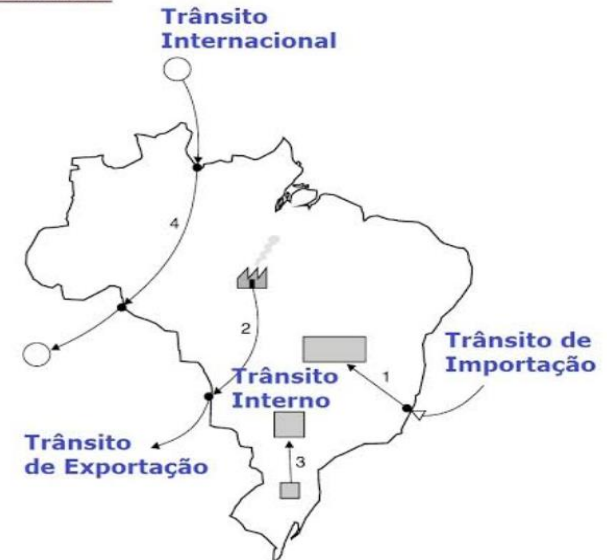 Trânsito
Internacional
4
2
Trânsito
Interno
1
Trânsito de
Importação
3
Trânsito
de Exportação